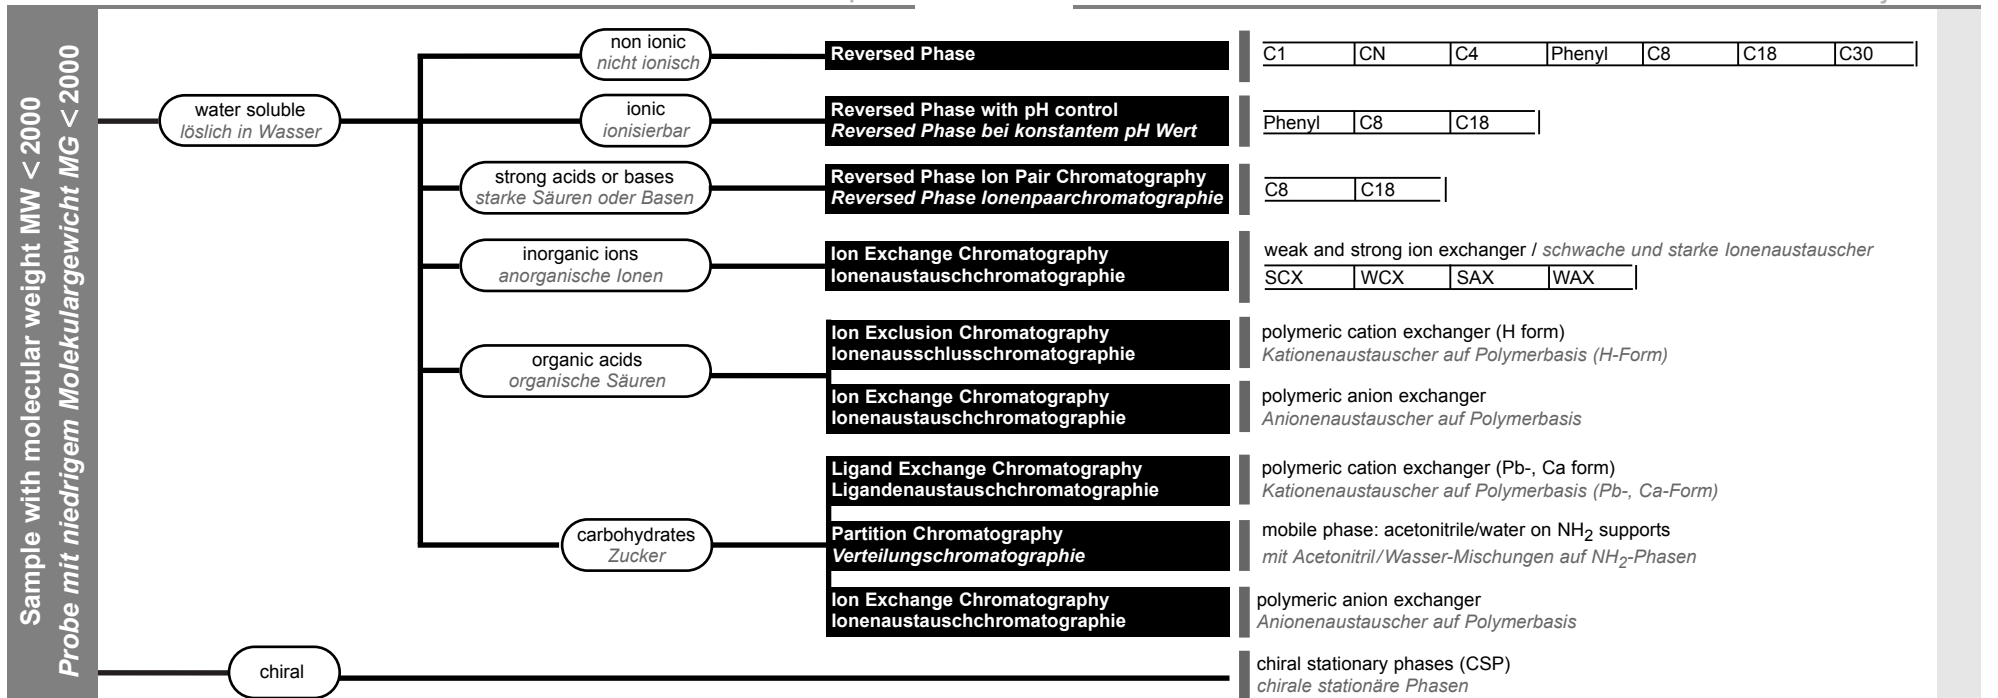 Sample with molecular weight MW < 2000
Probe mit niedrigem Molekulargewicht MG < 2000
water soluble
löslich in Wasser
non ionic
nicht ionisch
Reversed Phase
C1 CN C4 Phenyl C8 C18 C30
ionic
ionisierbar
Reversed Phase with pH control
Reversed Phase bei konstantem pH Wert
Phenyl C8 C18
strong acids or bases
starke Säuren oder Basen
Reversed Phase Ion Pair Chromatography
Reversed Phase Ionenpaarchromatographie
C8 C18
inorganic ions
anorganische Ionen
Ion Exchange Chromatography
Ionenaustauschchromatographie
weak and strong ion exchanger / schwache und starke Ionenaustauscher
SCX WCX SAX WAX
organic acids
organische Säuren
Ion Exclusion Chromatography
Ionenausschlusschromatographie
polymeric cation exchanger (H form)
Kationenaustauscher auf Polymerbasis (H-Form)
Ion Exchange Chromatography
Ionenaustauschchromatographie
polymeric anion exchanger
Anionenaustauscher auf Polymerbasis
carbohydrates
Zucker
Ligand Exchange Chromatography
Ligandenaustauschchromatographie
polymeric cation exchanger (Pb-, Ca form)
Kationenaustauscher auf Polymerbasis (Pb-, Ca-Form)
Partition Chromatography
Verteilungschromatographie
mobile phase: acetonitrile/water on NH2 supports
mit Acetonitril/Wasser-Mischungen auf NH2-Phasen
Ion Exchange Chromatography
Ionenaustauschchromatographie
polymeric anion exchanger
Anionenaustauscher auf Polymerbasis
chiral
chiral stationary phases (CSP)
chirale stationäre Phasen